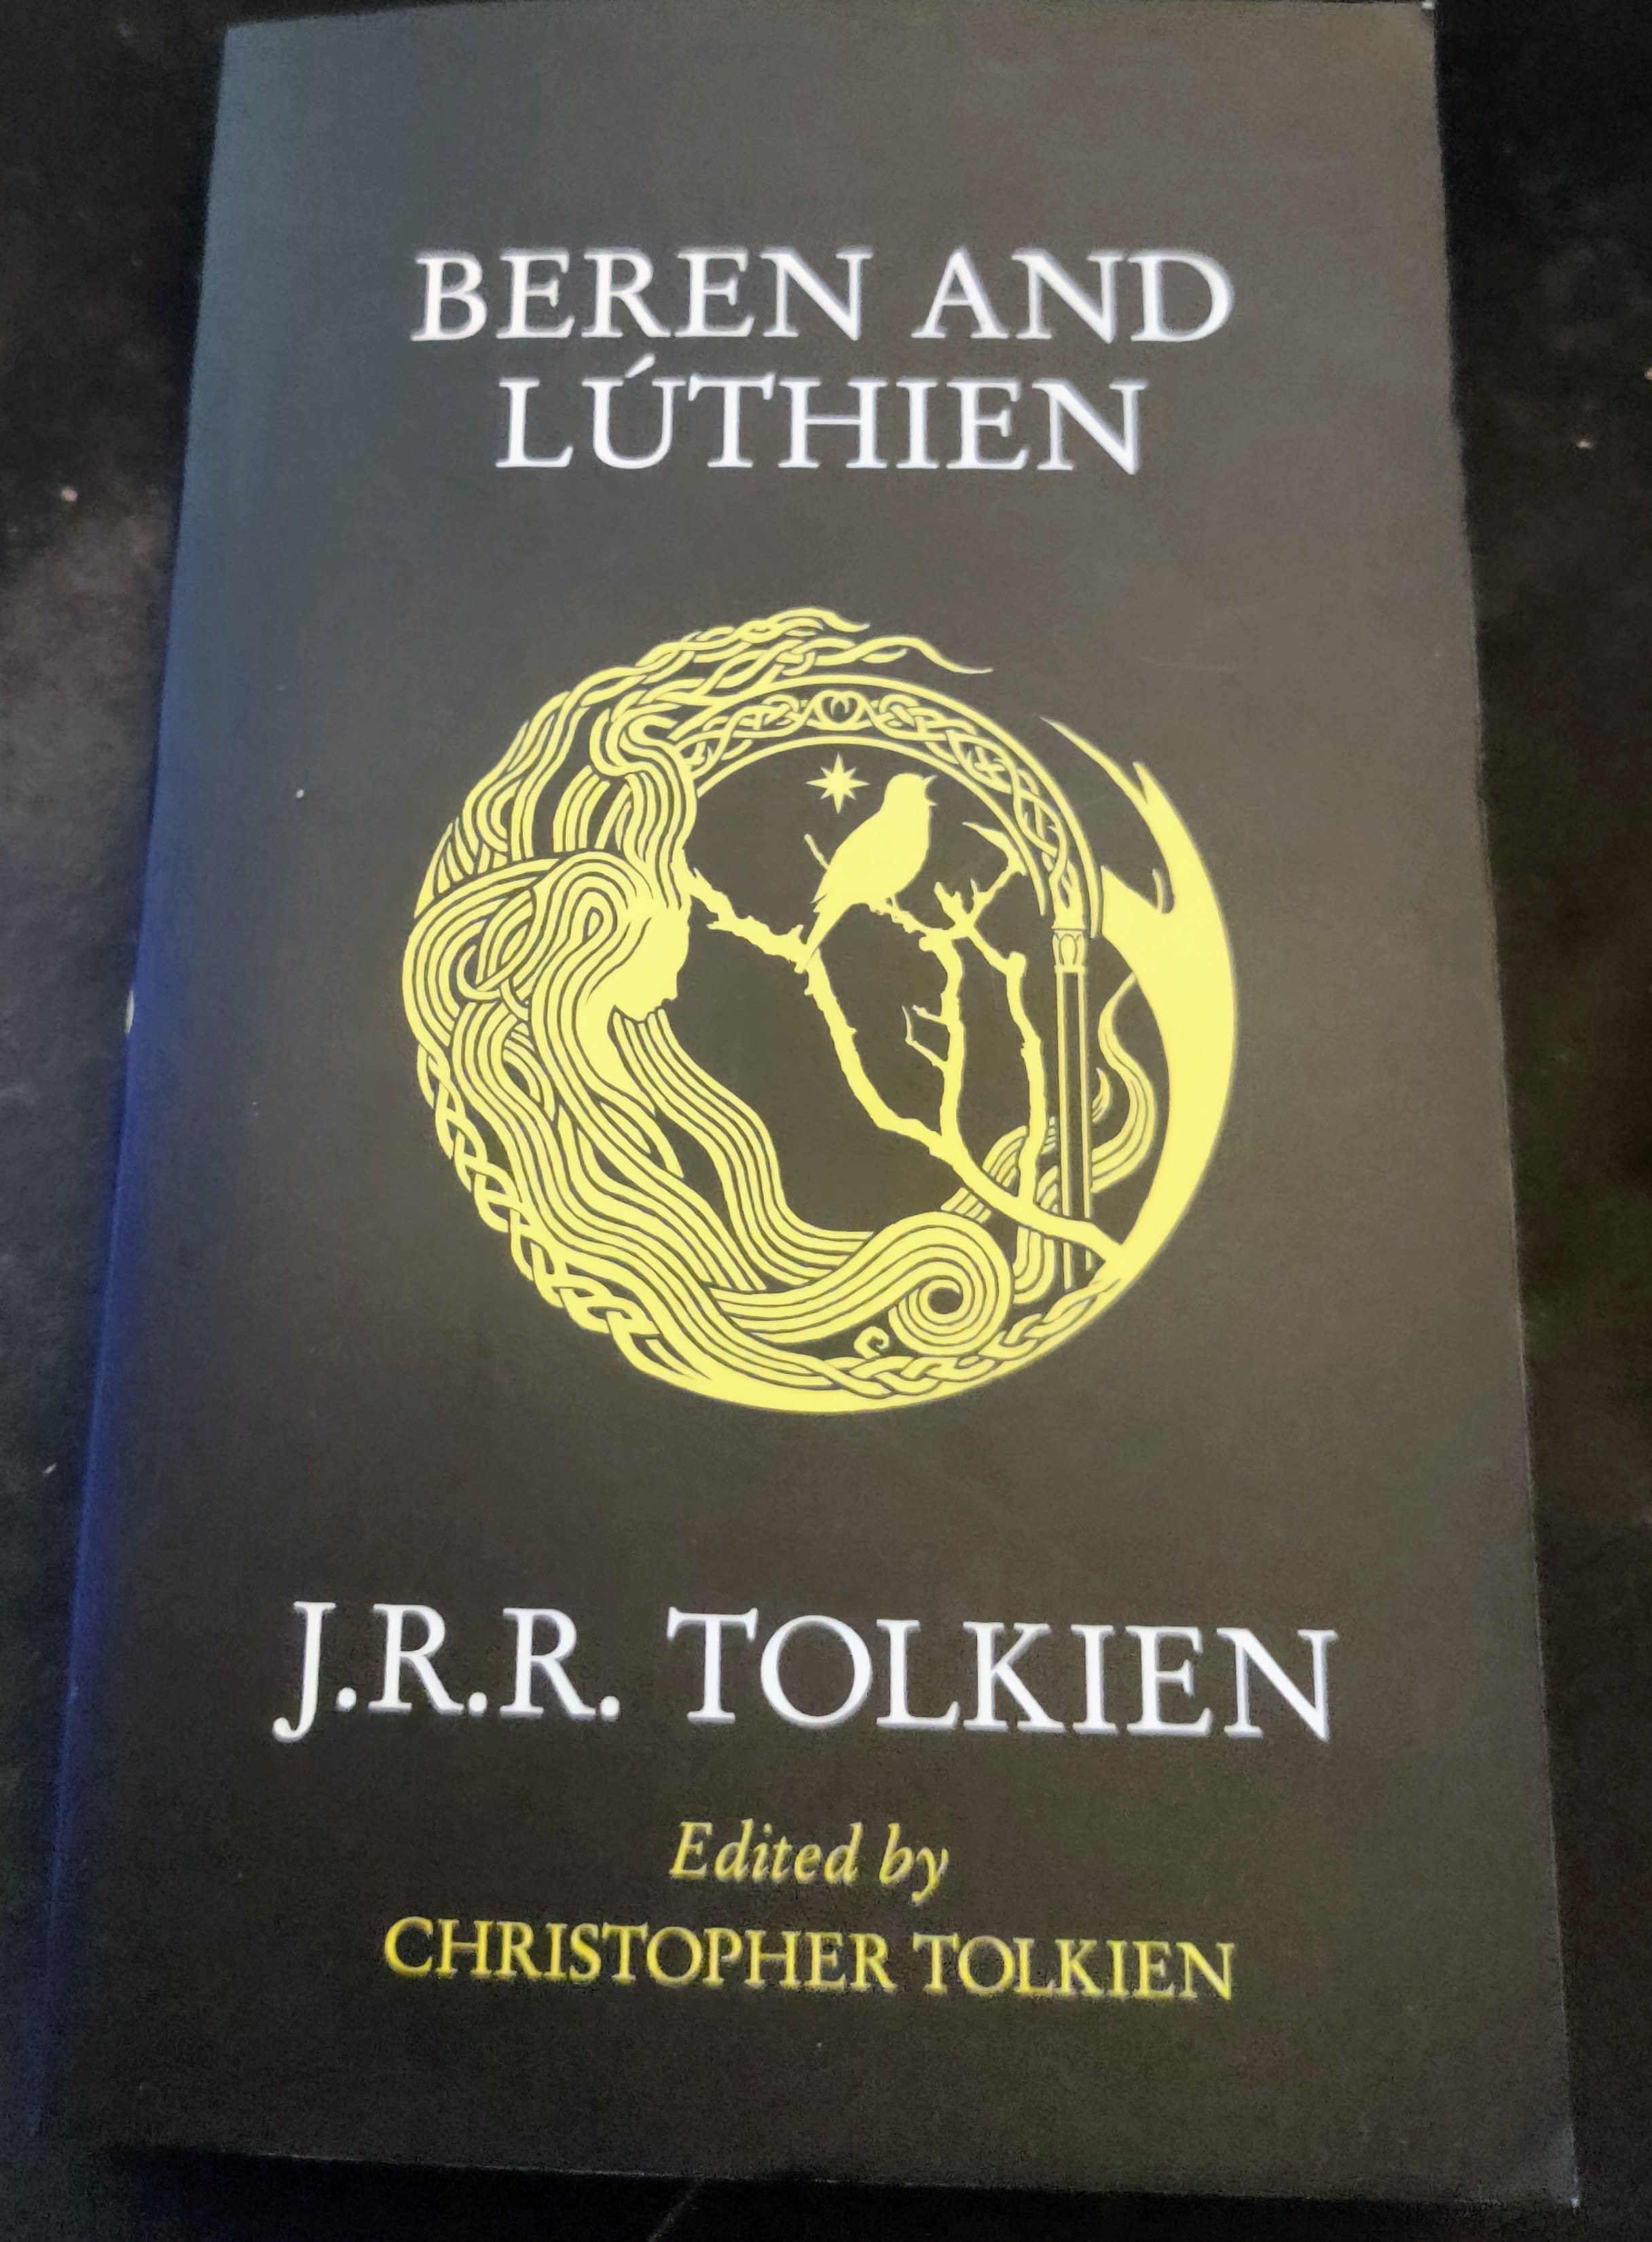 BEREN AND
LÚTHIEN
J.R.R. TOLKIEN
Edited by
CHRISTOPHER TOLKIEN